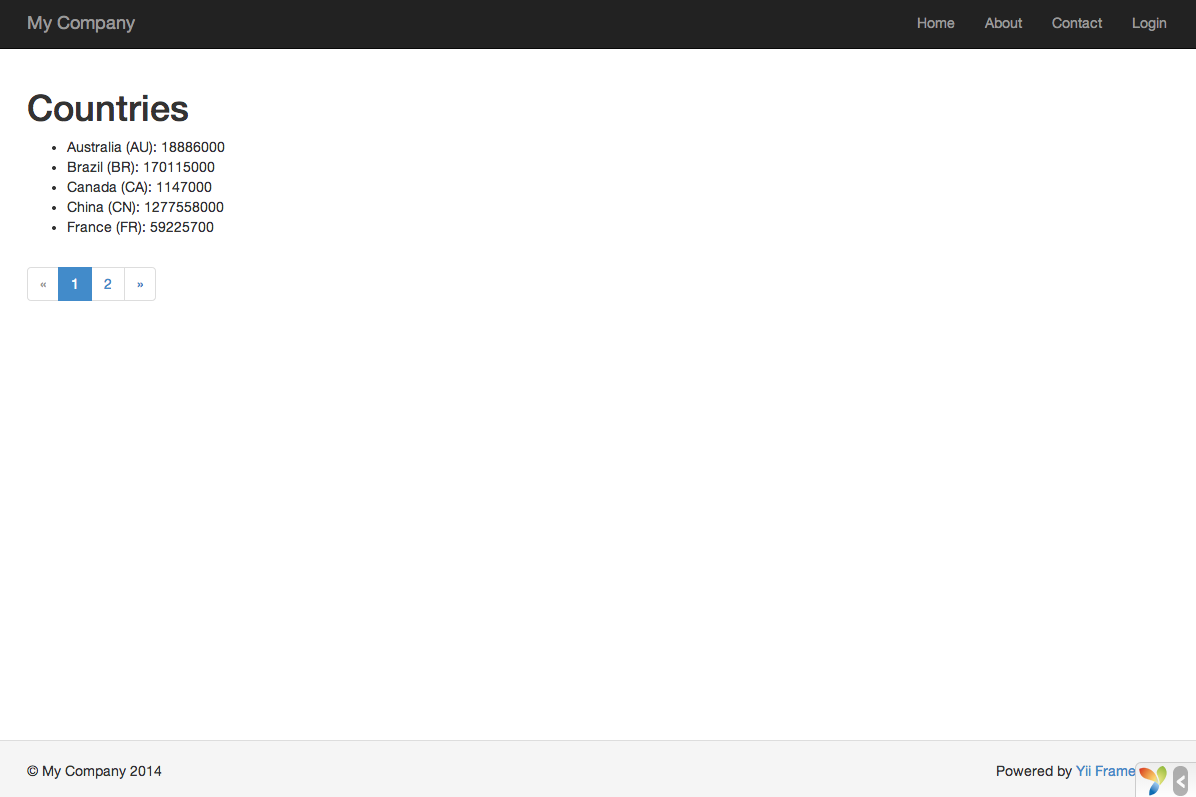 My Company Home About Contact Login
Countries
• Australia (AU): 18886000
• Brazil (BR): 170115000
• Canada (CA): 1147000
• China (CN): 1277558000
• France (FR): 59225700
« 1 2 »
© My Company 2014 Powered by Yii Frame